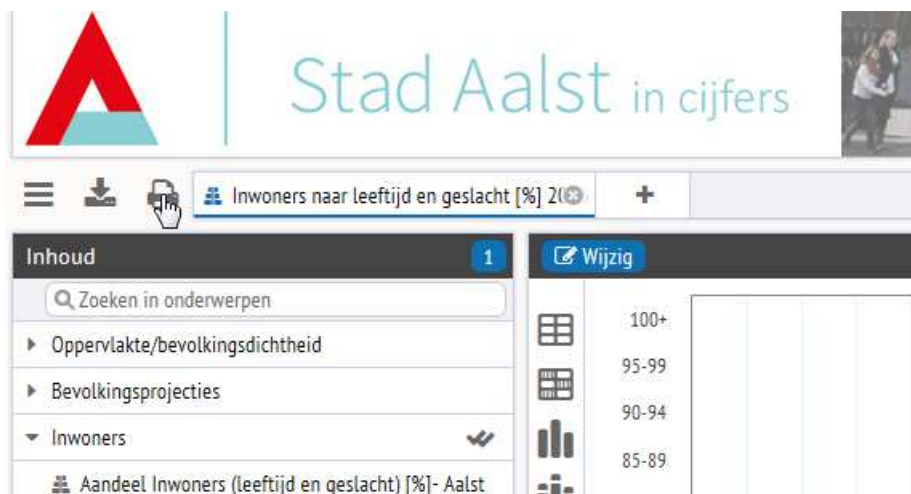 Stad Aalst in cijfers
Inwoners naar leeftijd en geslacht [%]
+
Inhoud 1
Zoeken in onderwerpen
Oppervlakte/bevolkingsdichtheid
Bevolkingsprojecties
Inwoners
Aandeel Inwoners (leeftijd en geslacht) [%]- Aalst
Wijzig
100+
95-99
90-94
85-89